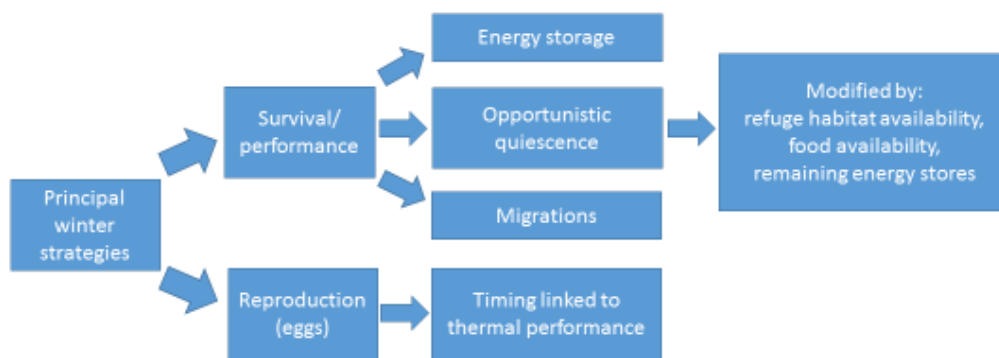 Principal
winter
strategies
Survival/
performance
Energy storage
Opportunistic
quiescence
Migrations
Modified by:
refuge habitat availability,
food availability,
remaining energy stores
Reproduction
(eggs)
Timing linked to
thermal performance